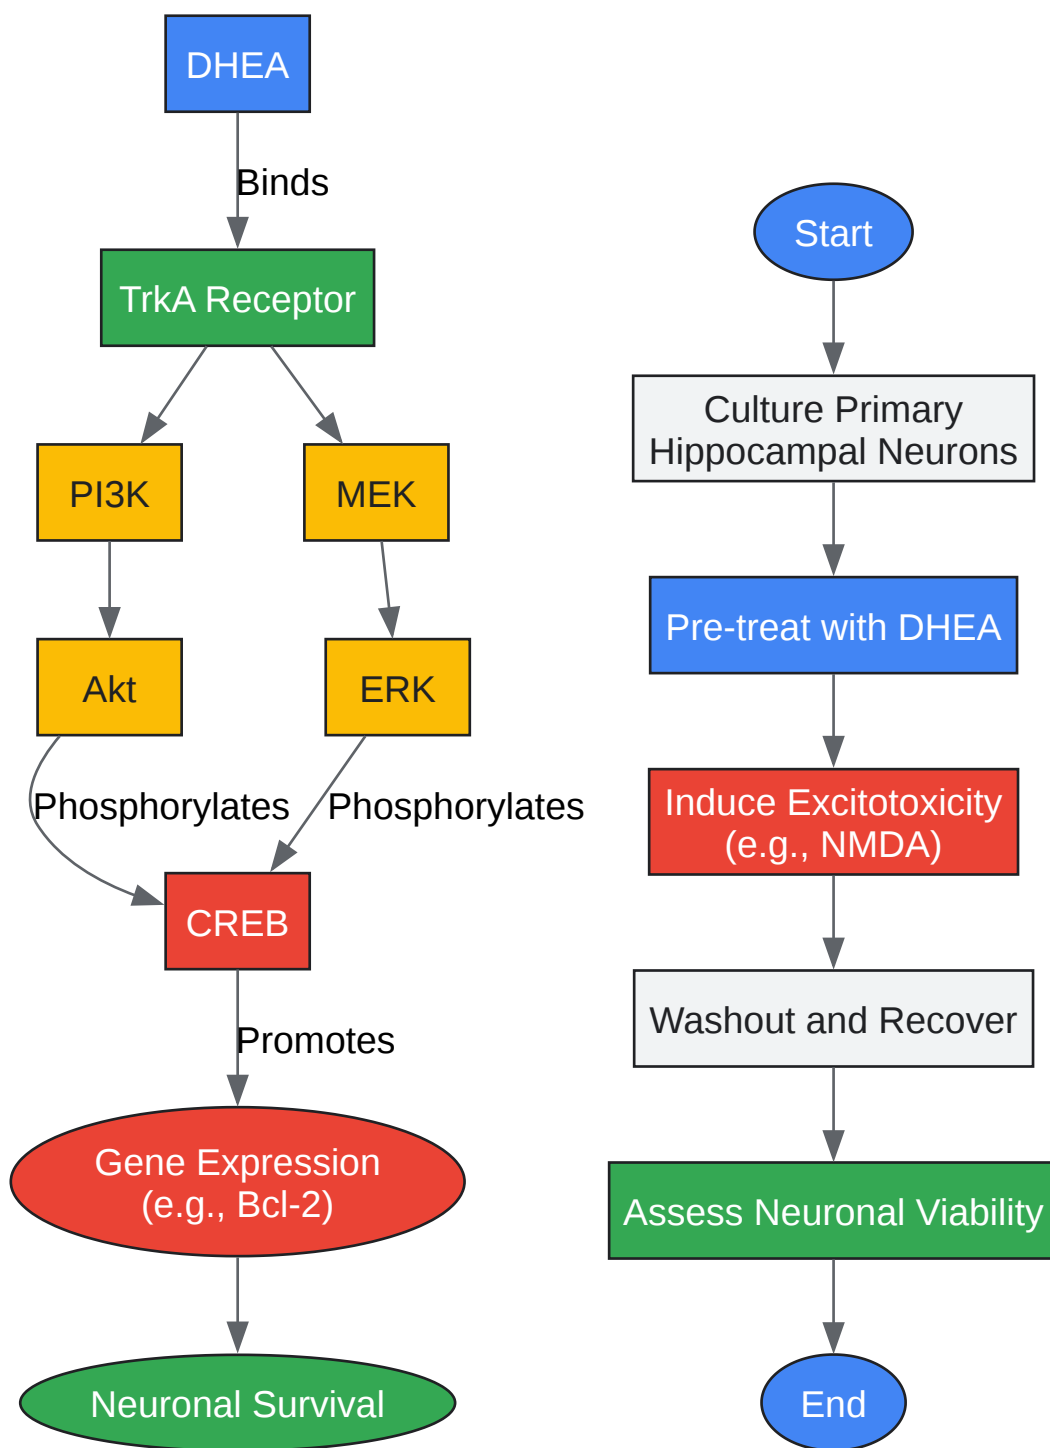 DHEA
Binds
TrkA Receptor
PI3K
MEK
Akt
ERK
Phosphorylates
Phosphorylates
CREB
Promotes
Gene Expression
(e.g., Bcl-2)
Neuronal Survival
Start
Culture Primary
Hippocampal Neurons
Pre-treat with DHEA
Induce Excitotoxicity
(e.g., NMDA)
Washout and Recover
Assess Neuronal Viability
End